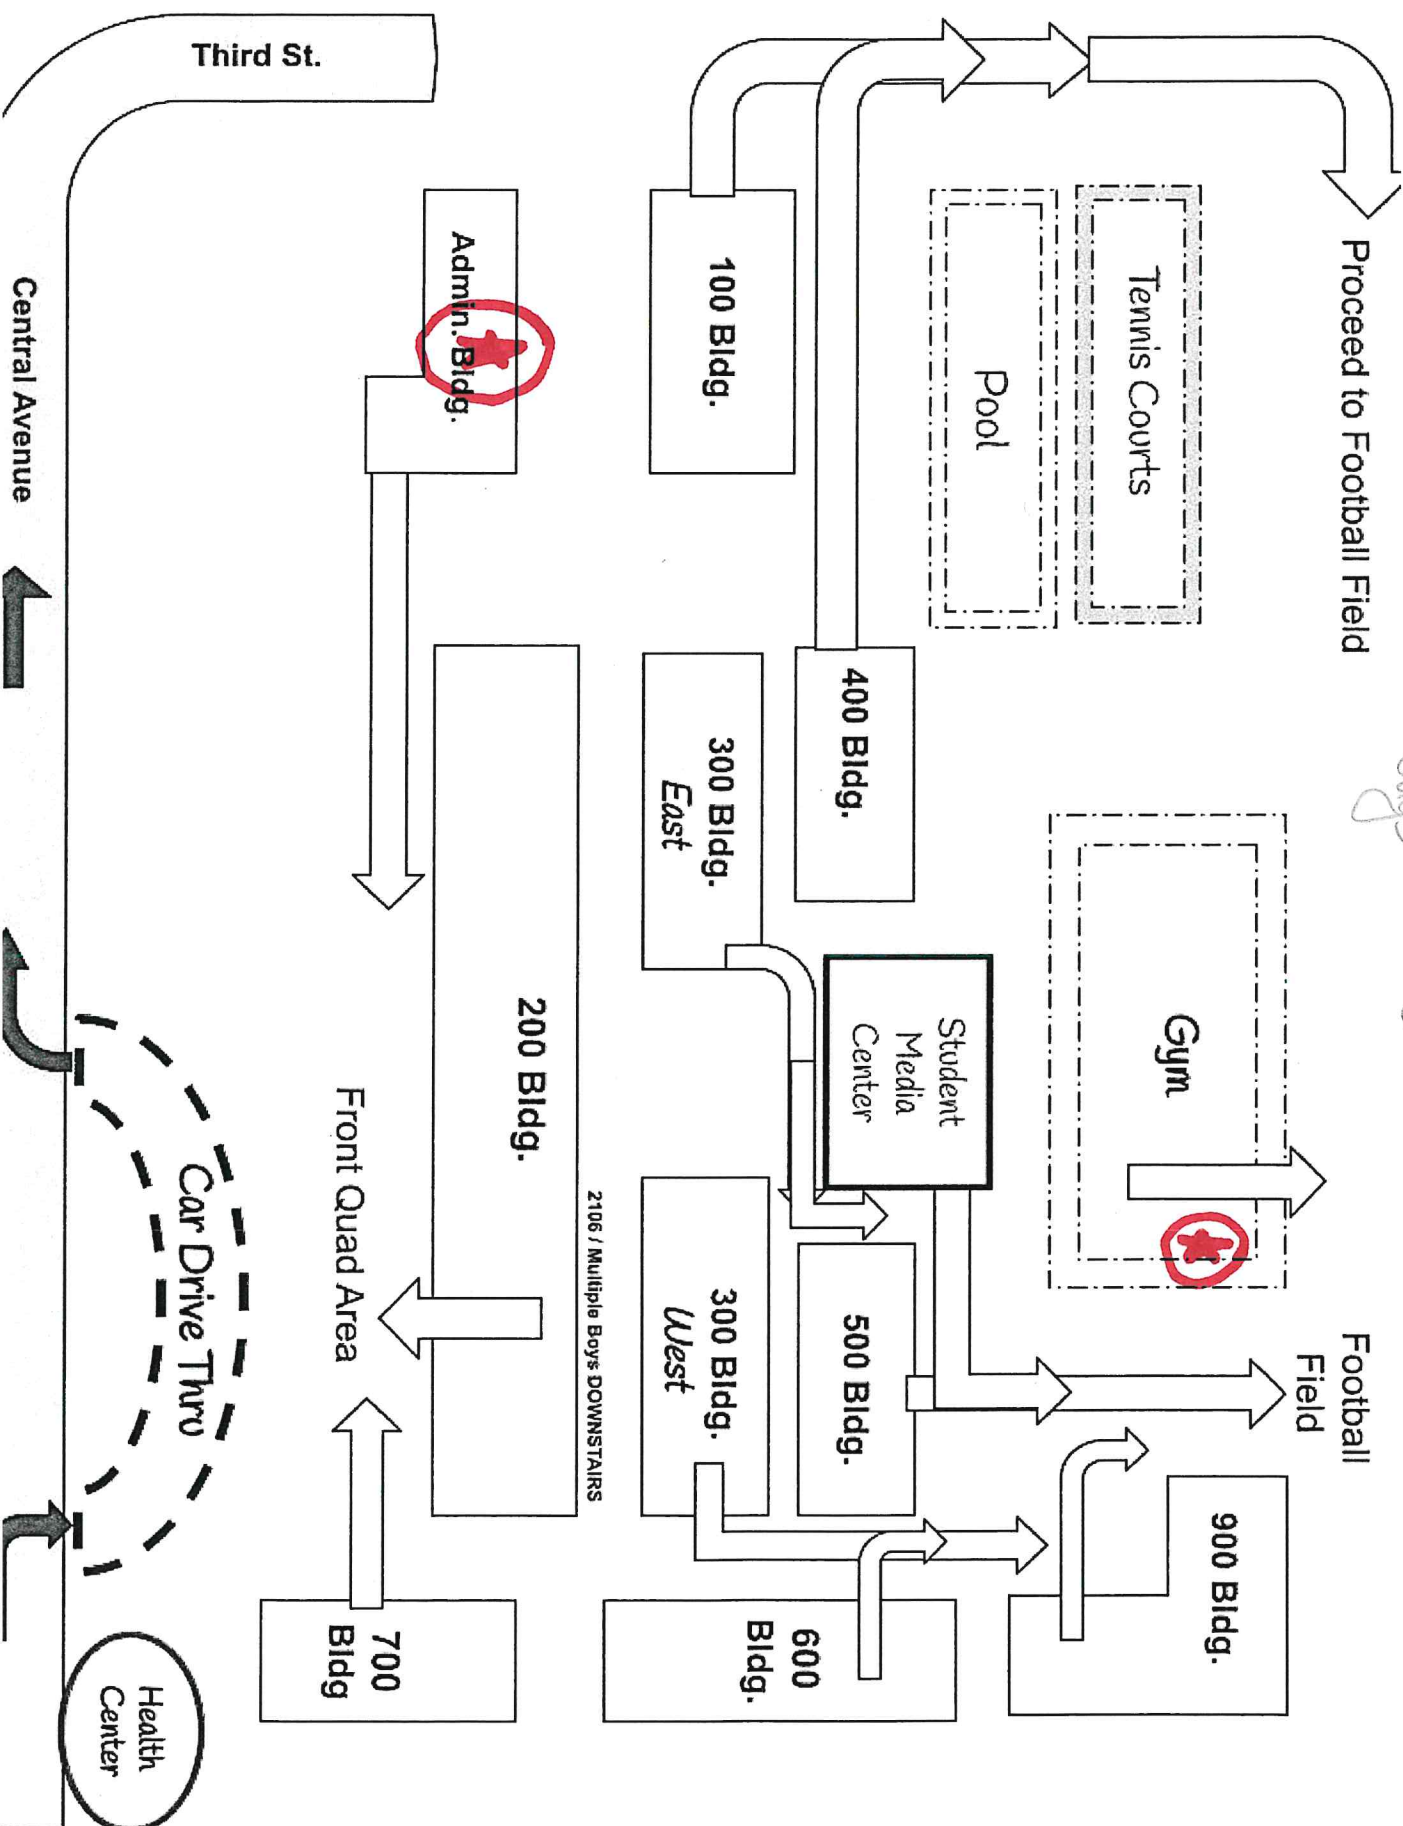 Third St.
Central Avenue
Admin. Bldg.
100 Bldg.
Pool
Tennis Courts
Proceed to Football Field
400 Bldg.
300 Bldg.
East
200 Bldg.
2106 / Multiple Boys DOWNSTAIRS
Student
Media
Center
Gym
Football
Field
300 Bldg.
West
500 Bldg.
900 Bldg.
600
Bldg.
700
Bldg
Front Quad Area
Car Drive Thru
Health
Center